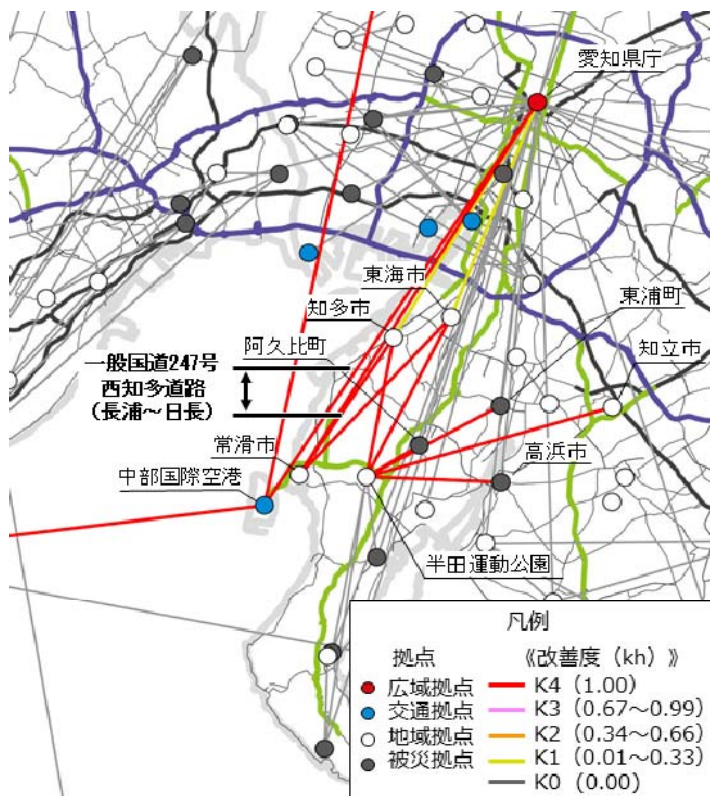 愛知県庁
東海市
知多市
東浦町
阿久比町
知立市
一般国道247号
西知多道路
（長浦～日長）
常滑市
高浜市
中部国際空港
半田運動公園
凡例
拠点
《改善度（kh）》
広域拠点
K4（1.00）
交通拠点
K3（0.67～0.99）
地域拠点
K2（0.34～0.66）
被災拠点
K1（0.01～0.33）
K0（0.00）